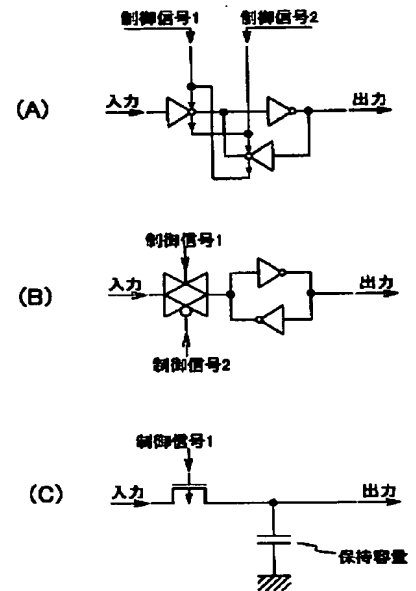 制御信号1 制御信号2
(A)
入力
出力
制御信号1
(B)
入力
出力
制御信号2
制御信号1
(C)
入力
出力
保持容量